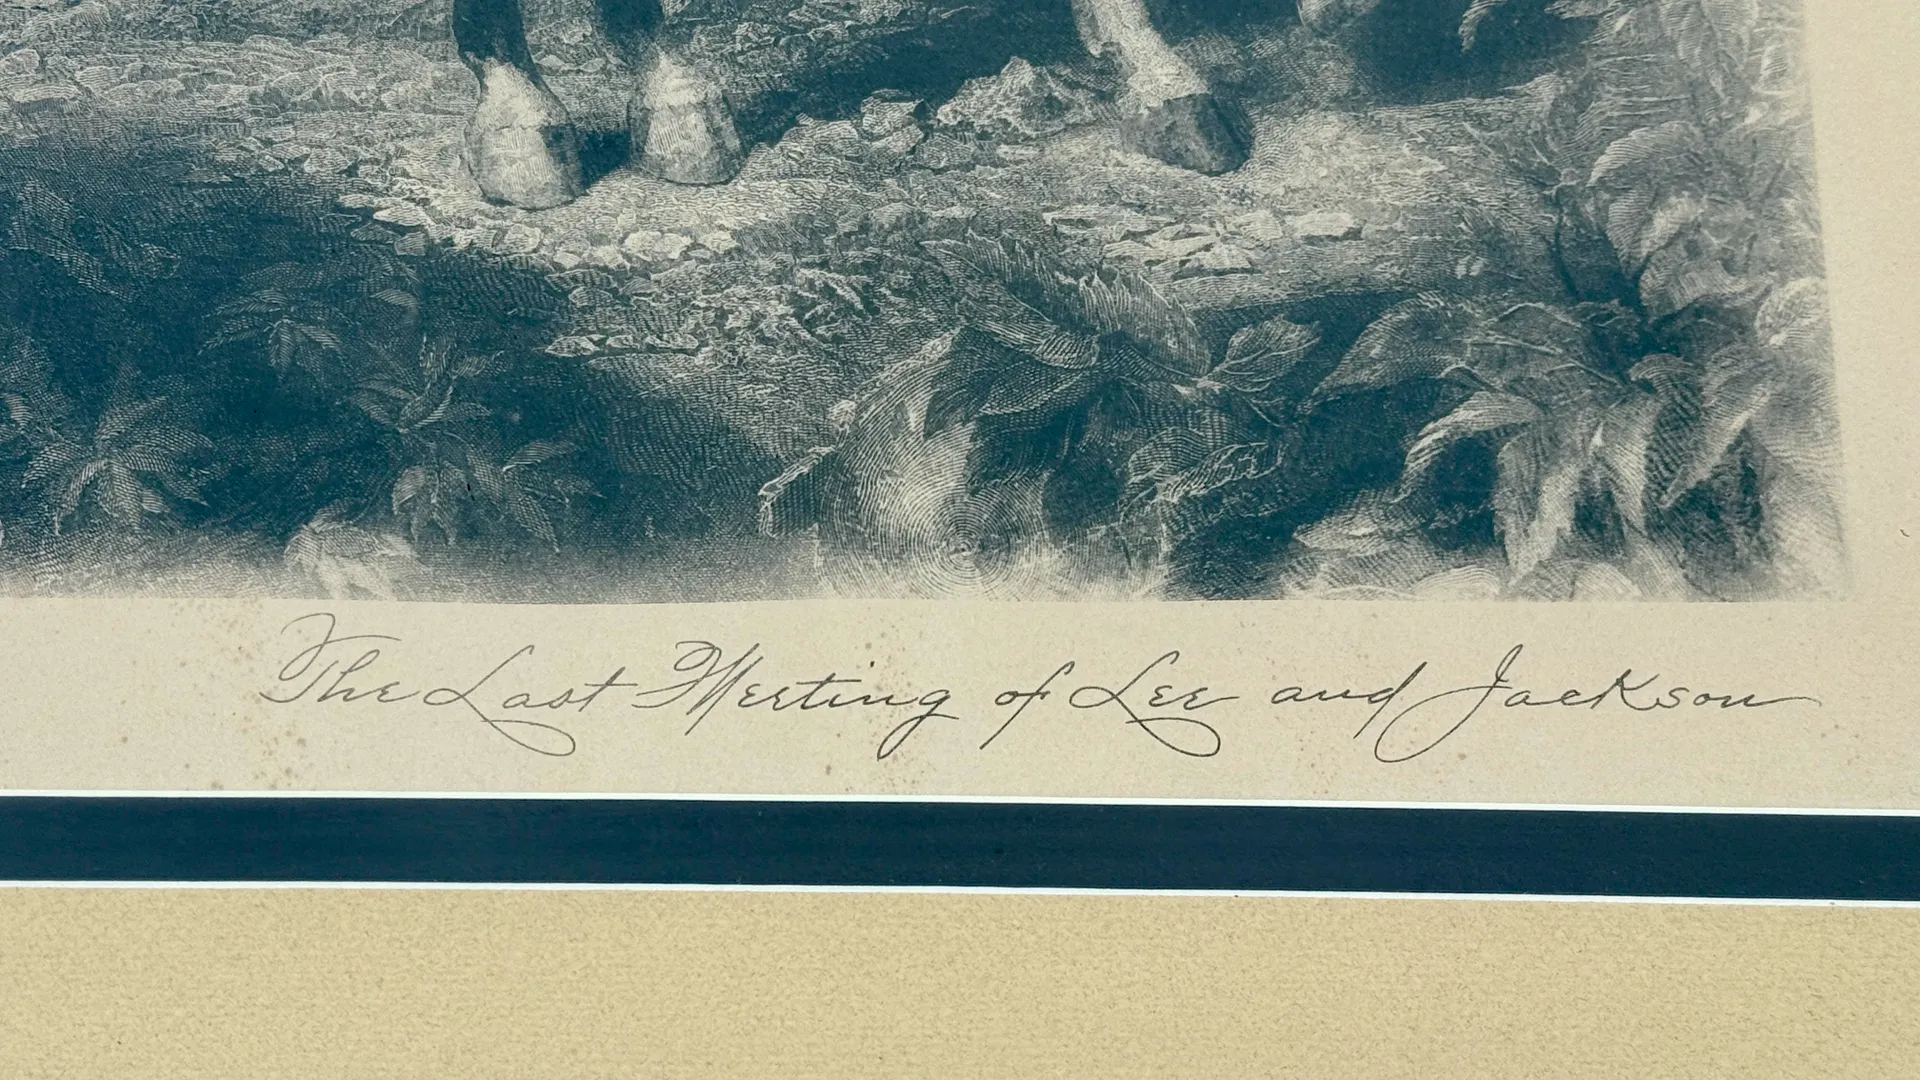 The Last Meeting of Lee and Jackson